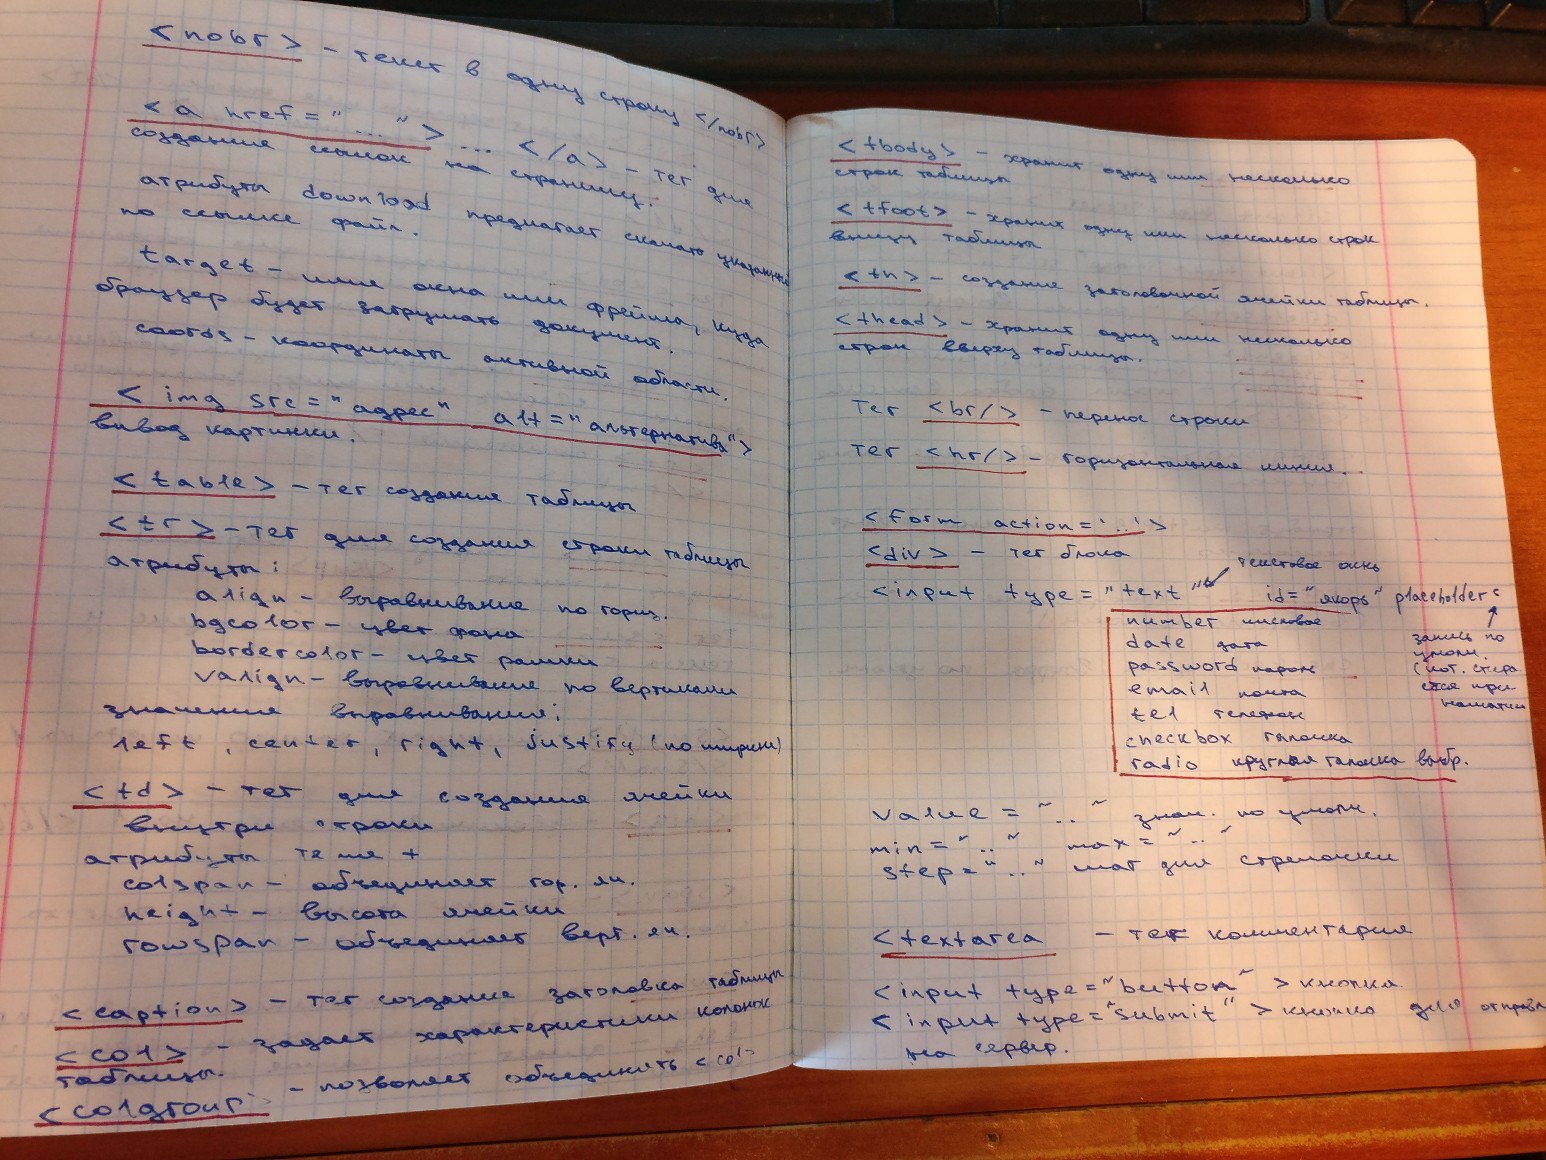 <nobr> – текст в одну строку </nobr>
<a href="..."> ... </a> – тег для
создание ссылок на страницу.
атрибуты download предлагает скачать указанный
по ссылке файл.
target – имя окна или фрейма, куда
браузер будет загружать документ.
coords – координаты активной области.
<img src="адрес" alt="альтернатива">
вывод картинки.
<table> – тег создания таблицы
<tr> – тег для создания строки таблицы
атрибуты:
align – выравнивание по гориз.
bgcolor – цвет фона
bordercolor – цвет рамки
valign – выравнивание по вертикали
значения выравнивания:
left, center, right, justify (по ширине)
<td> – тег для создания ячейки
внутри строки
атрибуты те же +
colspan – объединяет гор. яч.
height – высота ячейки
rowspan – объединяет верт. яч.
<caption> – тег создание заголовка таблицы
<col> – задает характеристики колонок
таблицы.
<colgroup> – позволяет объединить <col>
<tbody> – хранит одну или несколько
строк таблицы
<tfoot> – хранит одну или несколько строк
внизу таблицы
<th> – создание заголовочной ячейки таблицы.
<thead> – хранит одну или несколько
строк вверху таблицы.
Тег <br/> – перенос строки
Тег <hr/> – горизонтальная линия.
<form action='..'>
<div> – тег блока
текстовое окно
<input type="text" id="якорь" placeholder=
number числовое
date дата
password пароль
email почта
tel телефон
checkbox галочка
radio круглая галочка выбр.
запись по
умолч.
(кот. стира
ется при
нажатии
value = ".." знач. по умолч.
min=".." max=".."
step=".." шаг для стрелочки
<textarea – тег комментария
<input type="button"> кнопка
<input type="submit"> кнопка для отправл
на сервер.